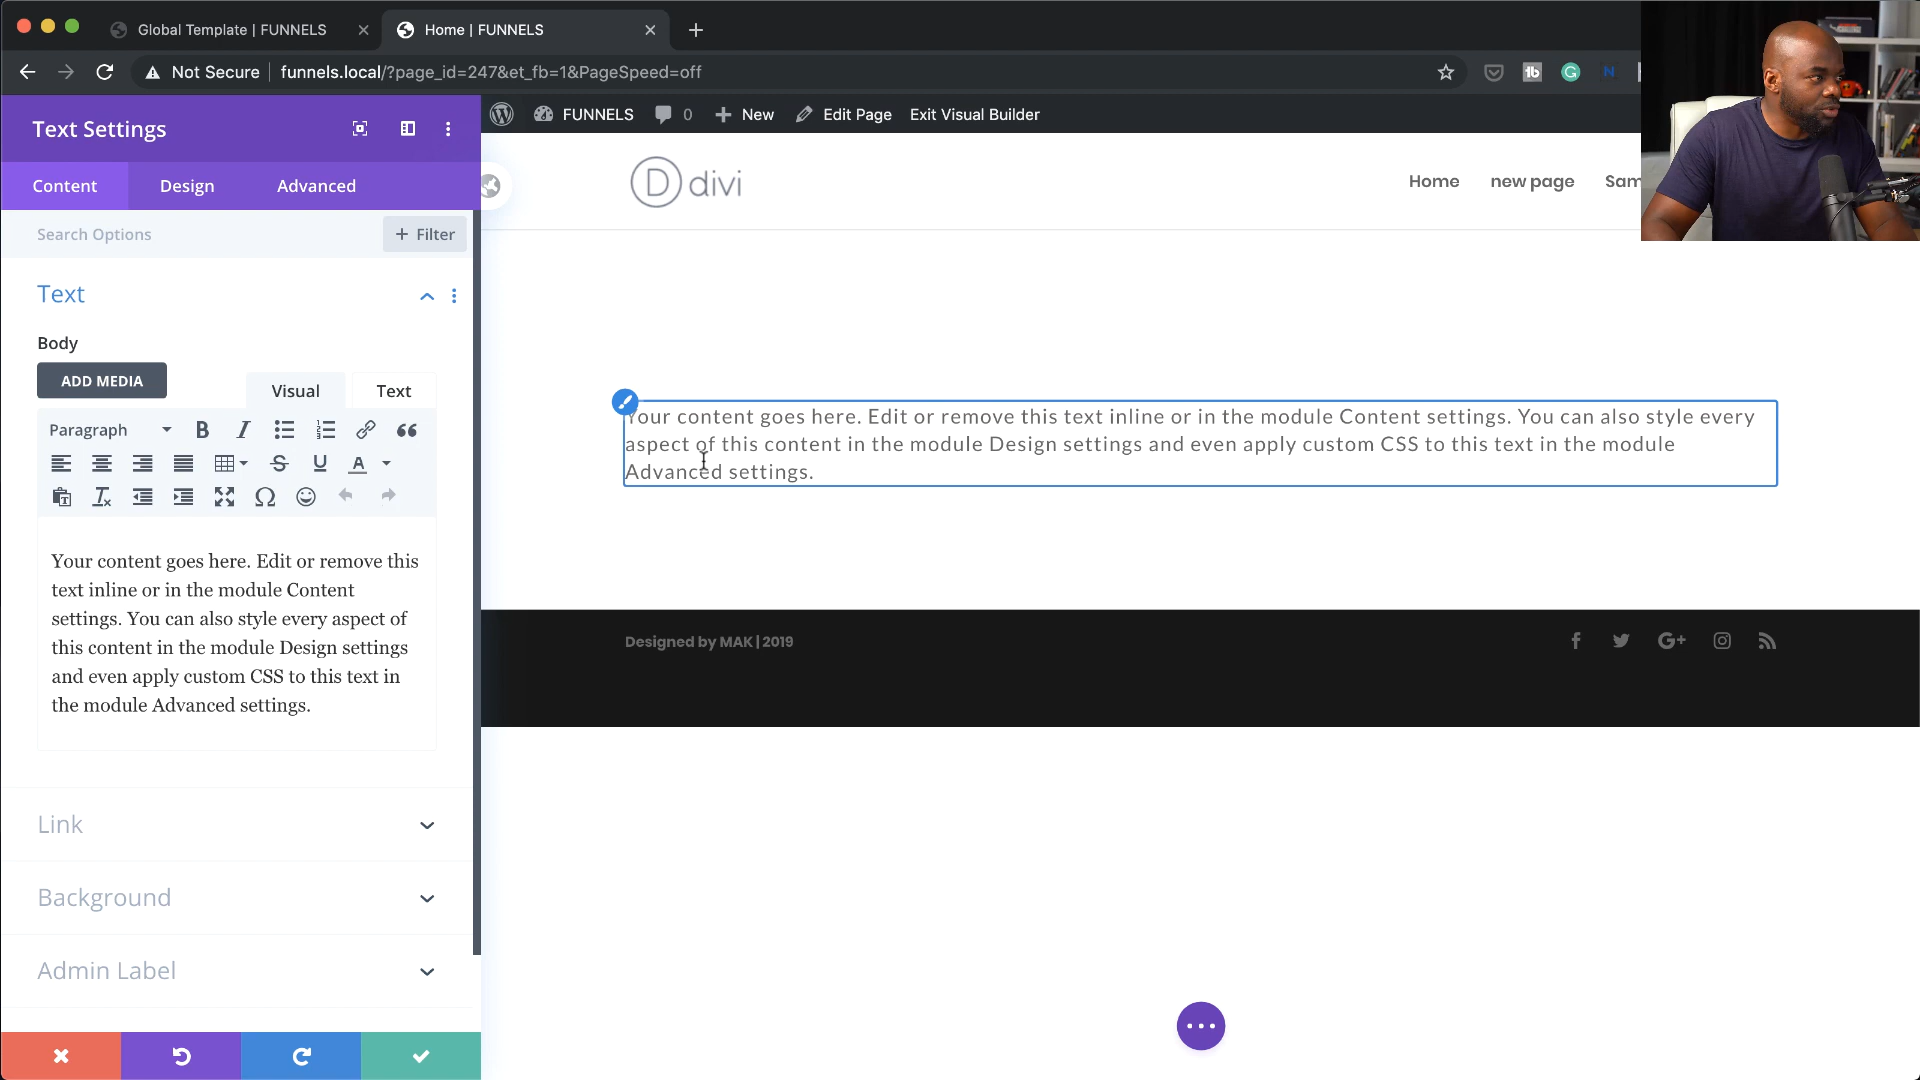 Global Template | FUNNELS
Home | FUNNELS
Not Secure
funnels.local/?page_id=247&et_fb=1&PageSpeed=off
FUNNELS
0
New
Edit Page
Exit Visual Builder
Text Settings
Content
Design
Advanced
Search Options
+ Filter
Text
Body
ADD MEDIA
Visual
Text
Paragraph
Your content goes here. Edit or remove this
text inline or in the module Content
settings. You can also style every aspect of
this content in the module Design settings
and even apply custom CSS to this text in
the module Advanced settings.
Link
Background
Admin Label
D divi
Home
new page
Sam
Your content goes here. Edit or remove this text inline or in the module Content settings. You can also style every
aspect of this content in the module Design settings and even apply custom CSS to this text in the module
Advanced settings.
Designed by MAK | 2019